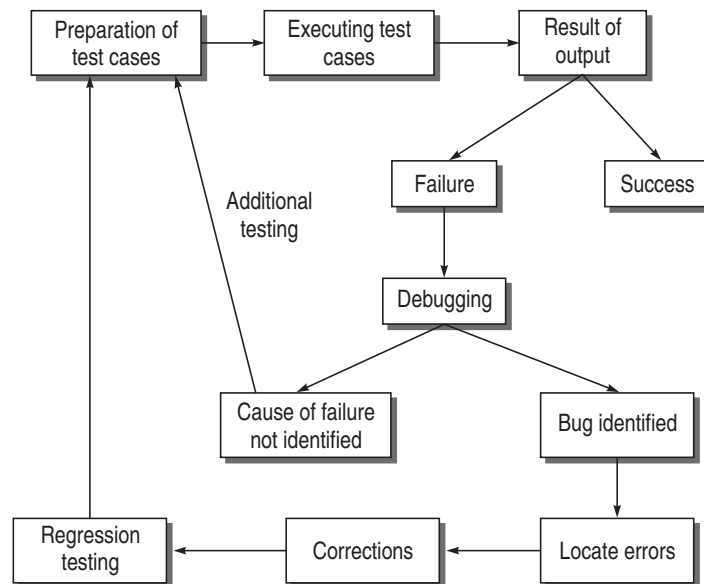 Preparation of
test cases
Executing test
cases
Result of
output
Failure
Success
Additional
testing
Debugging
Cause of failure
not identified
Bug identified
Regression
testing
Corrections
Locate errors